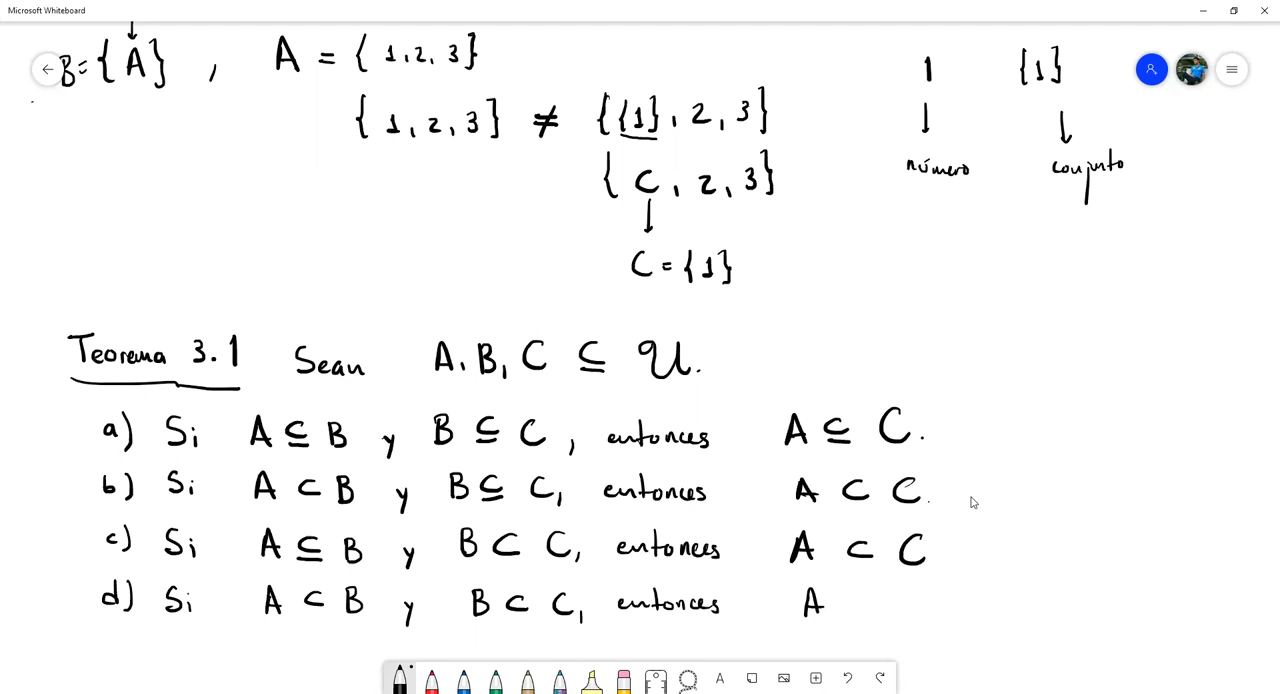 Microsoft Whiteboard
B = {A} , A = {1, 2, 3}
1 {1}
{1, 2, 3} ≠ {{1}, 2, 3}
número conjunto
{C, 2, 3}
C = {1}
Teorema 3.1 Sean A, B, C ⊆ U.
a) Si A ⊆ B y B ⊆ C, entonces A ⊆ C.
b) Si A ⊂ B y B ⊆ C, entonces A ⊂ C.
c) Si A ⊆ B y B ⊂ C, entonces A ⊂ C
d) Si A ⊂ B y B ⊂ C, entonces A